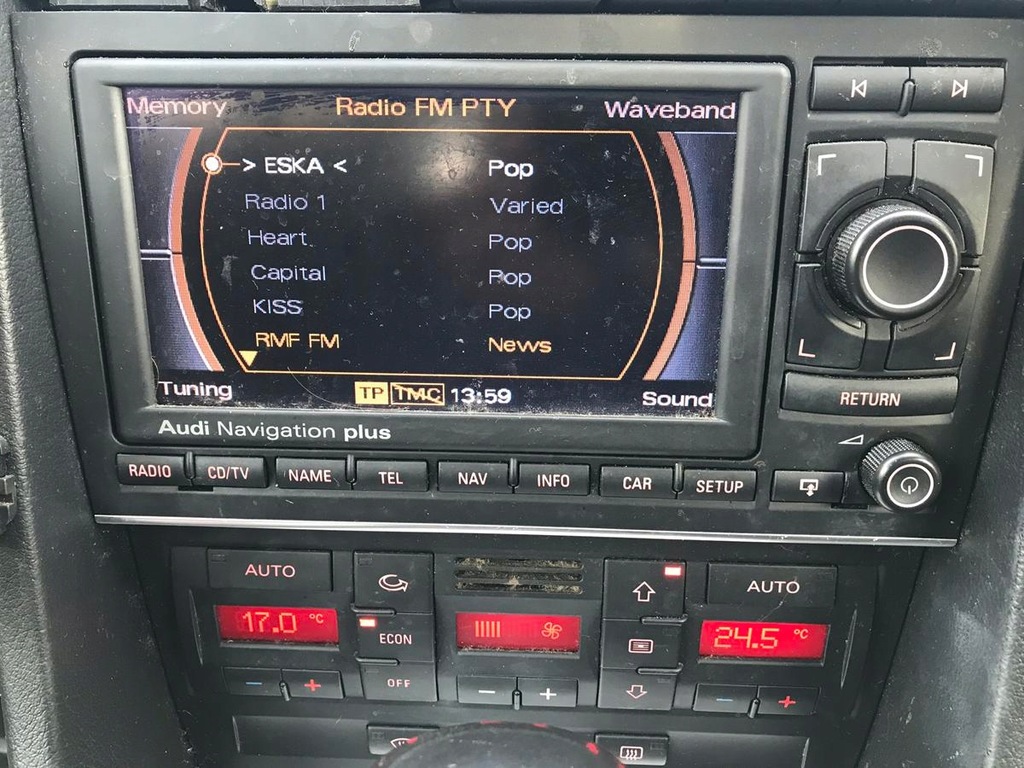 Memory Radio FM PTY Waveband
> ESKA < Pop
Radio 1 Varied
Heart Pop
Capital Pop
KISS Pop
RMF FM News
Tuning TP TMC 13:59 Sound
RETURN
Audi Navigation plus
RADIO CD/TV NAME TEL NAV INFO CAR SETUP
AUTO AUTO
17.0 °C 24.5 °C
ECON
OFF